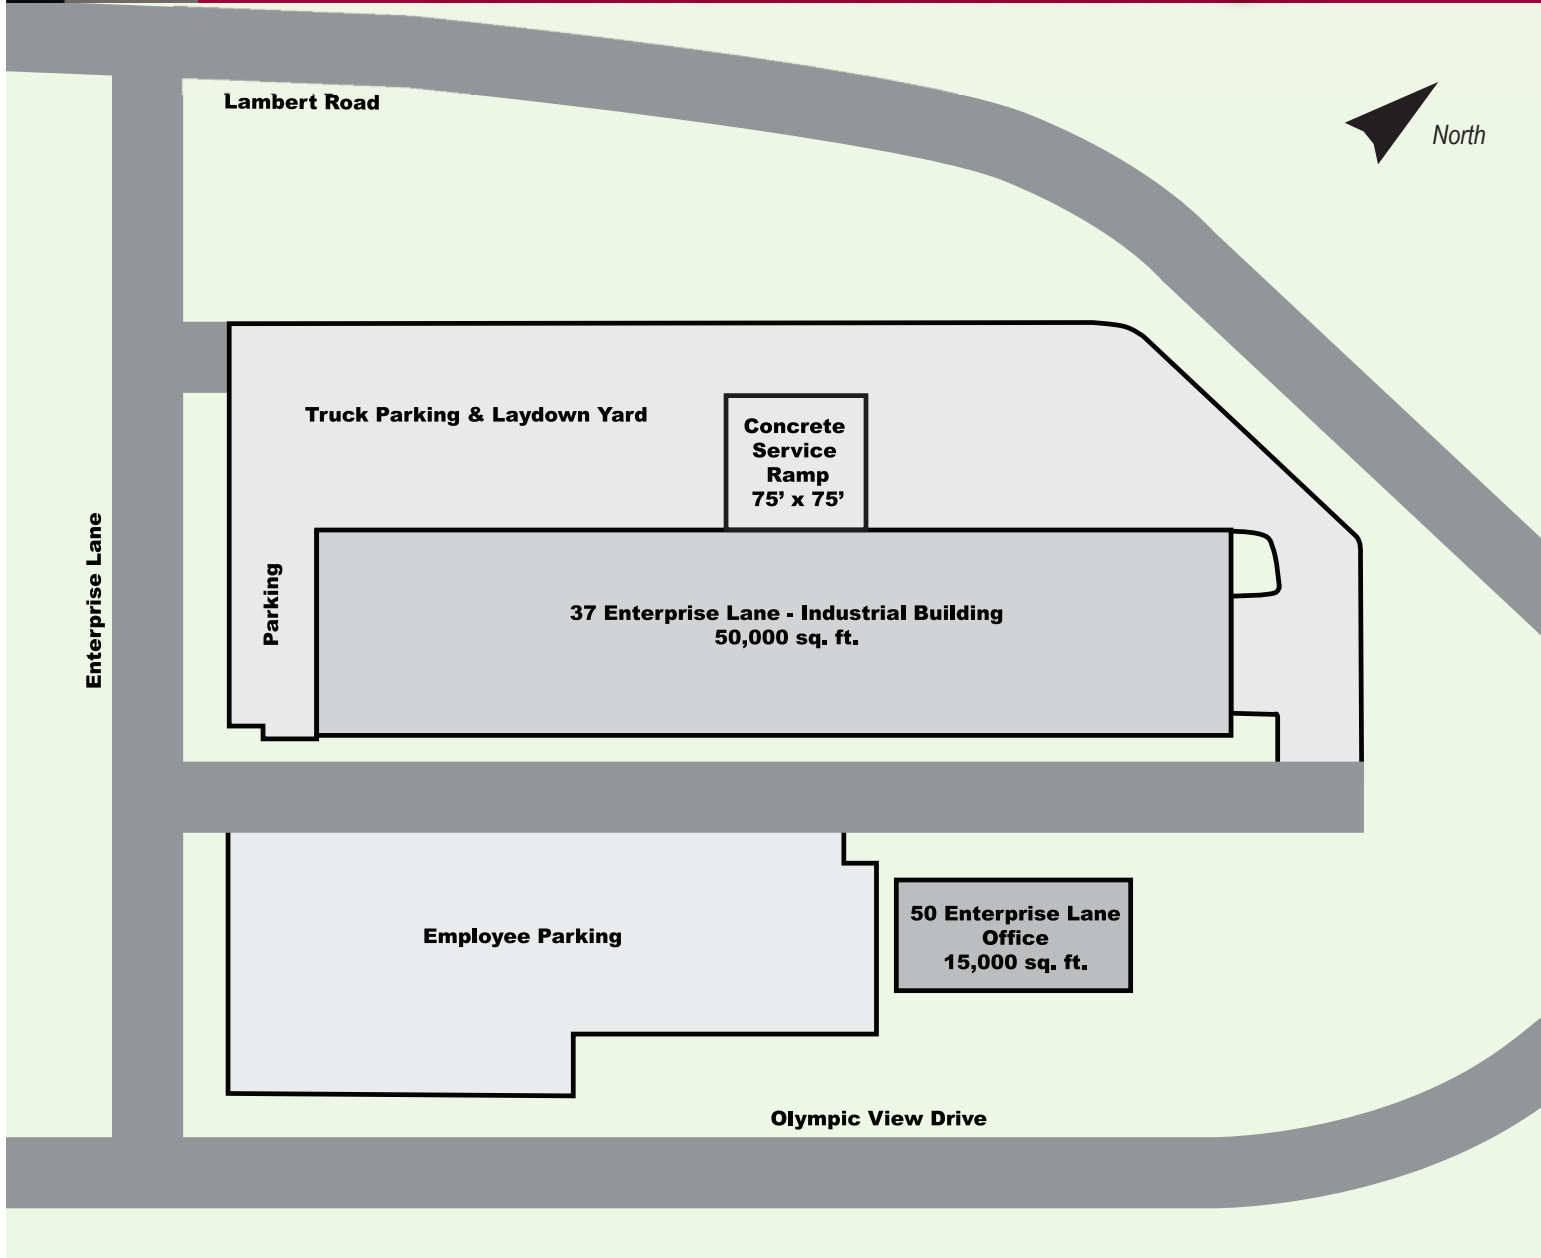 Lambert Road
North
Truck Parking & Laydown Yard
Concrete
Service
Ramp
75’ x 75’
Enterprise Lane
Parking
37 Enterprise Lane - Industrial Building
50,000 sq. ft.
50 Enterprise Lane
Office
15,000 sq. ft.
Employee Parking
Olympic View Drive